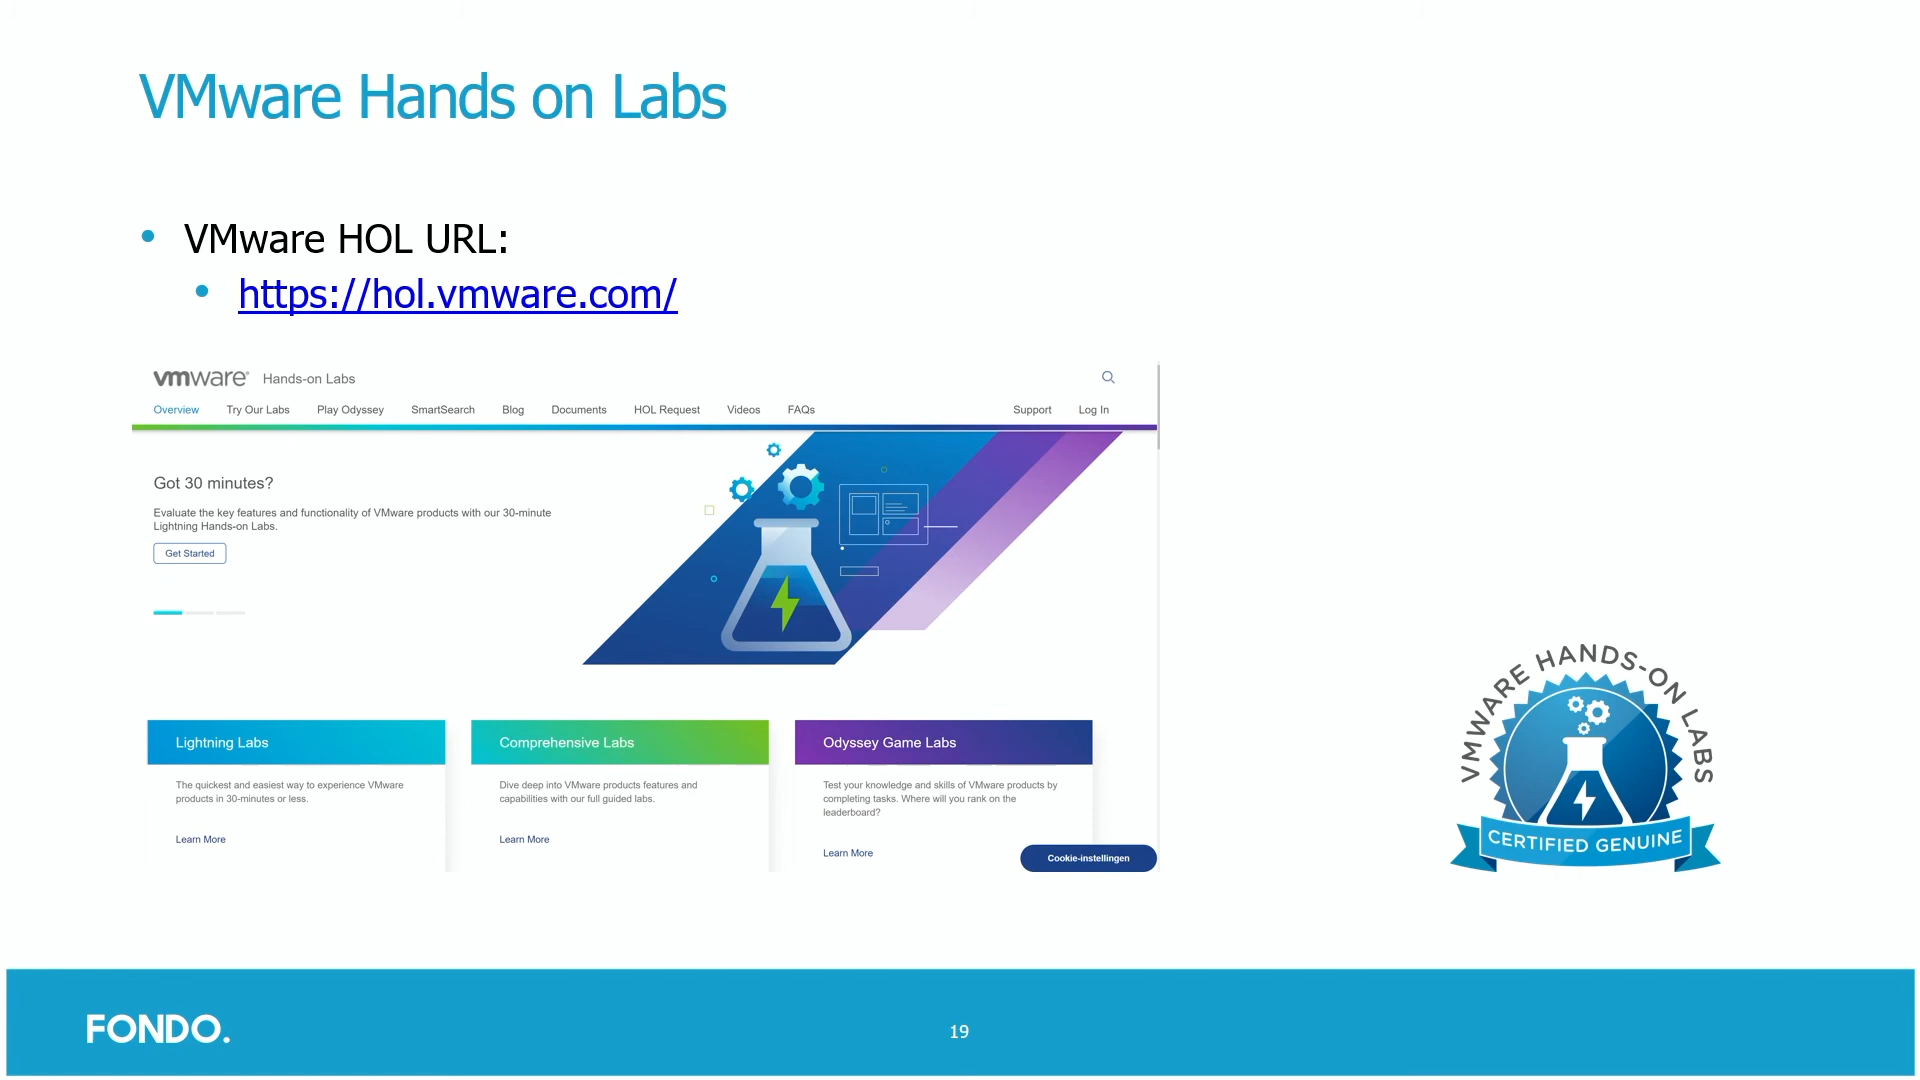 VMware Hands on Labs
• VMware HOL URL:
• https://hol.vmware.com/
vmware® Hands-on Labs
Overview Try Our Labs Play Odyssey SmartSearch Blog Documents HOL Request Videos FAQs Support Log In
Got 30 minutes?
Evaluate the key features and functionality of VMware products with our 30-minute
Lightning Hands-on Labs.
Get Started
Lightning Labs
The quickest and easiest way to experience VMware
products in 30-minutes or less.
Learn More
Comprehensive Labs
Dive deep into VMware products features and
capabilities with our full guided labs.
Learn More
Odyssey Game Labs
Test your knowledge and skills of VMware products by
completing tasks. Where will you rank on the
leaderboard?
Learn More
Cookie-instellingen
VMWARE HANDS-ON LABS
CERTIFIED GENUINE
FONDO.
19